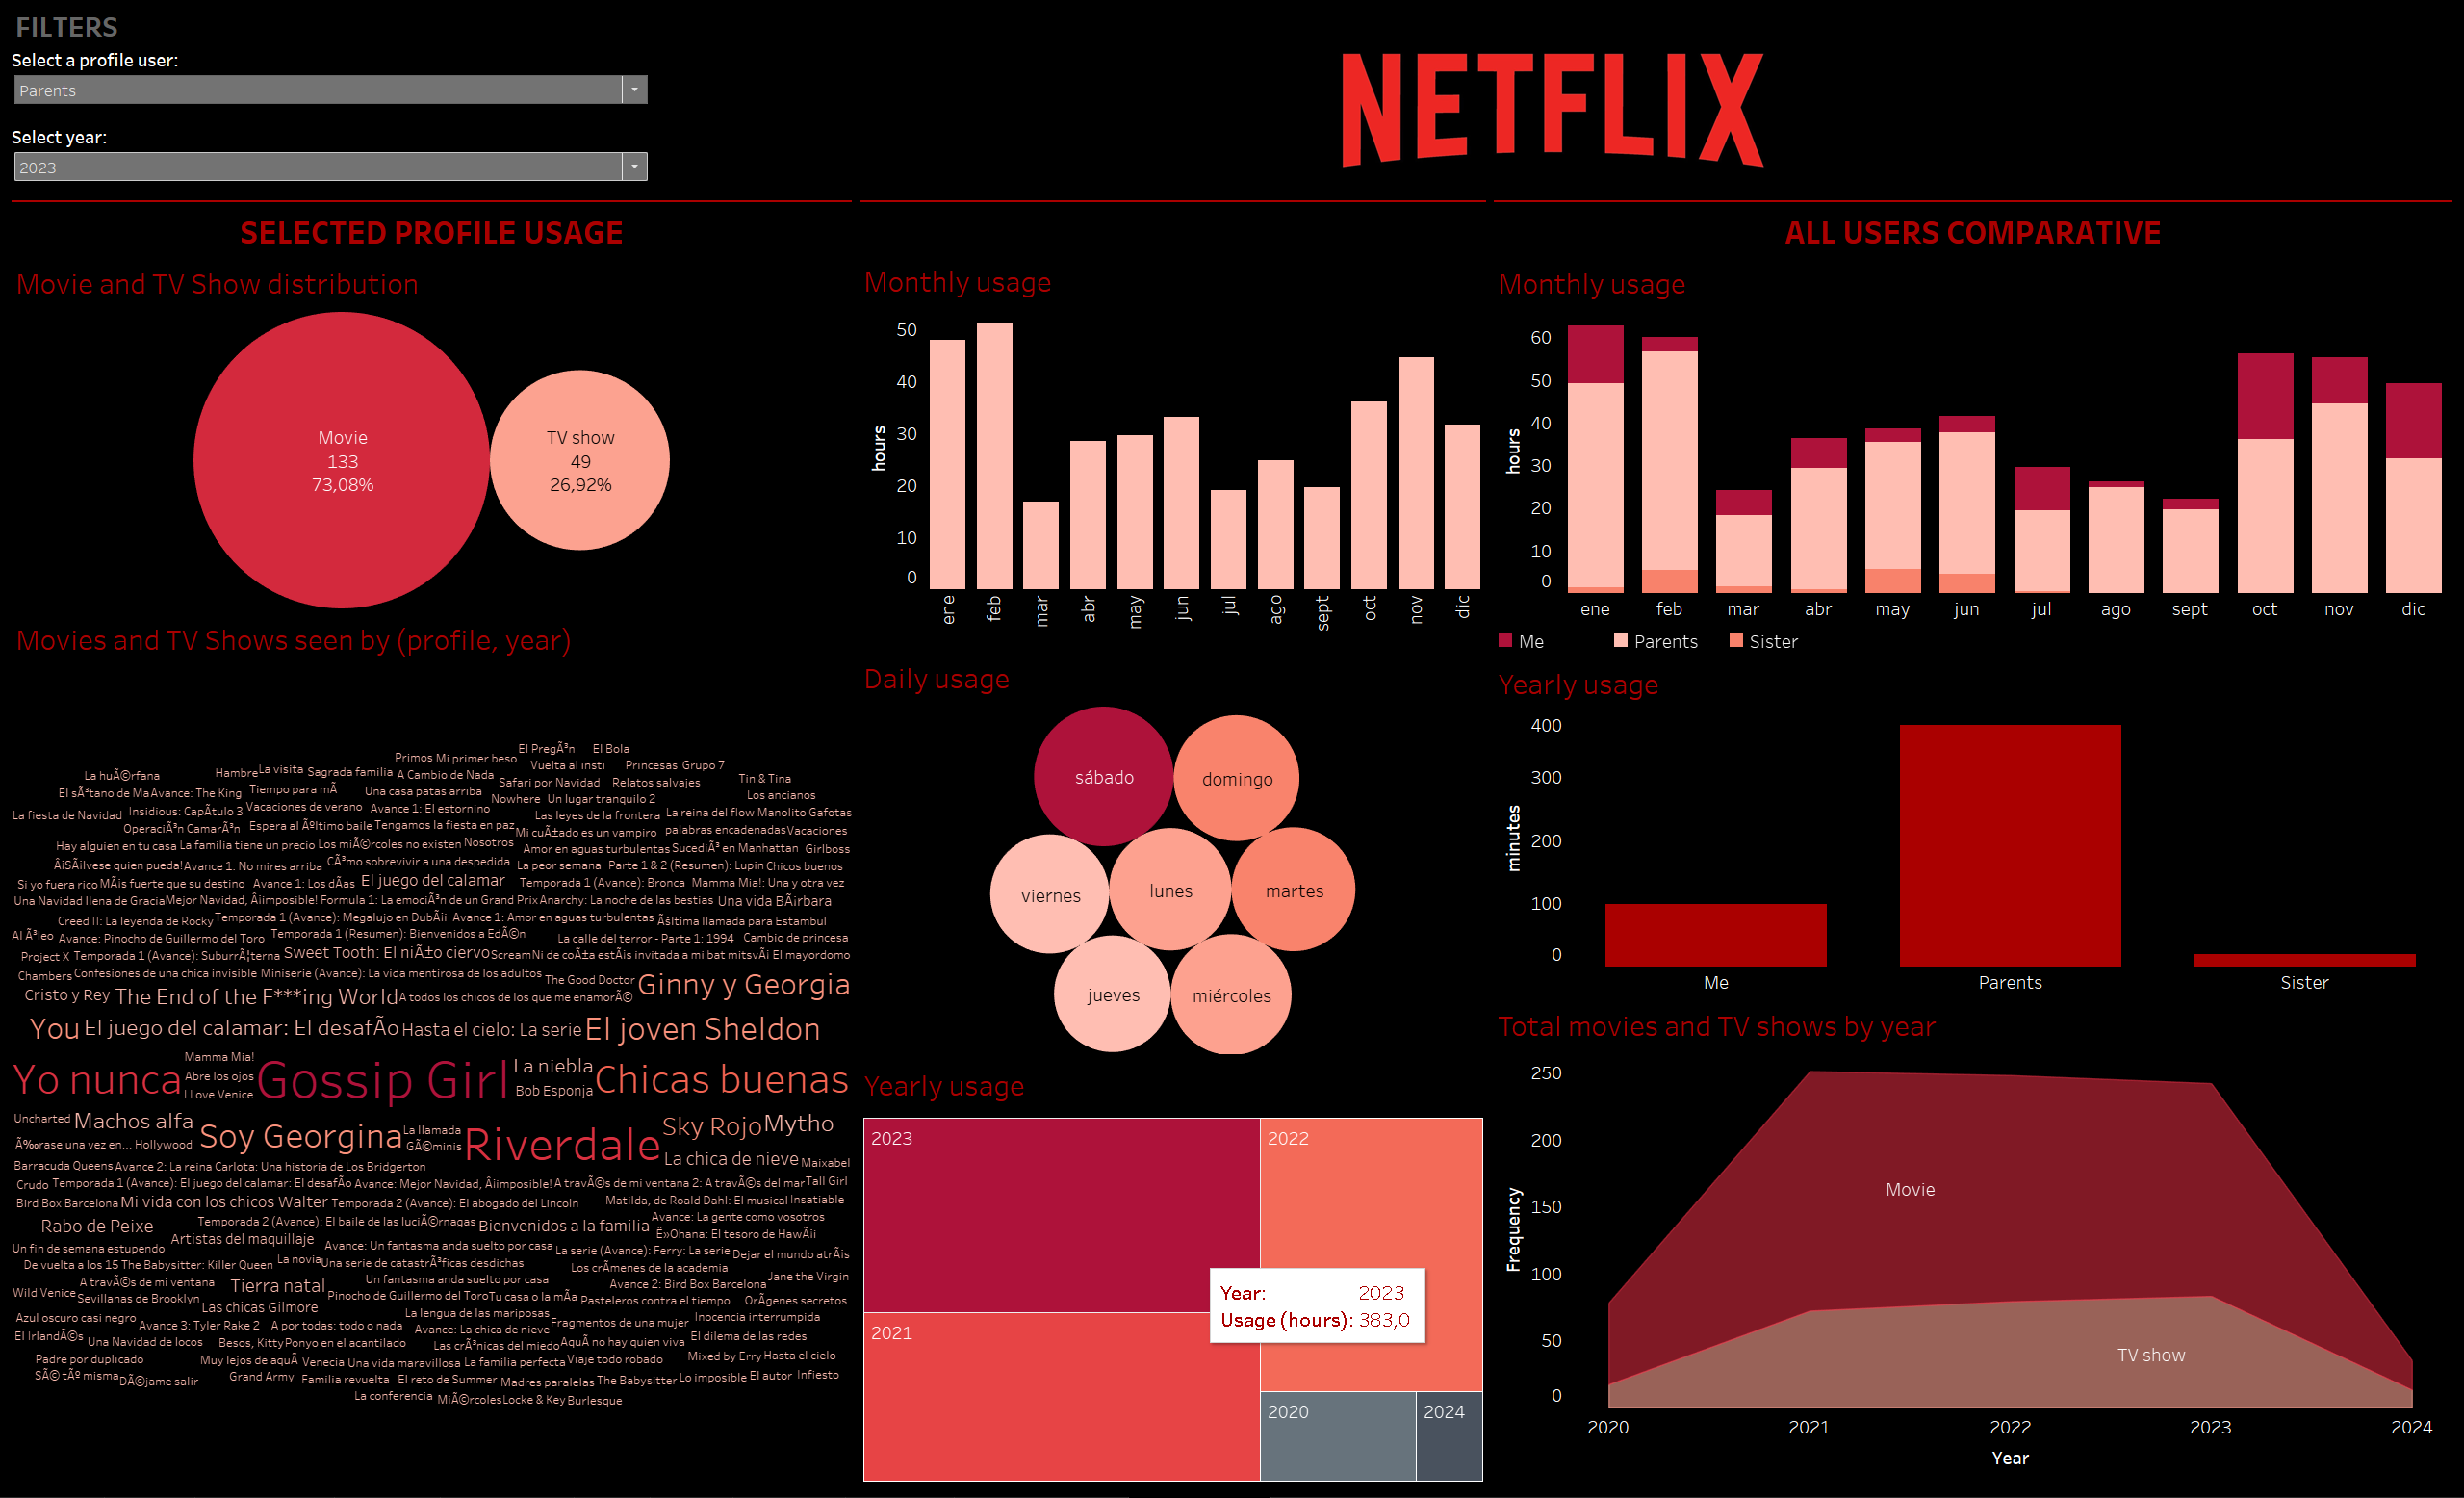 FILTERS
Select a profile user:
Parents
Select year:
2023
NETFLIX
SELECTED PROFILE USAGE
Movie and TV Show distribution
Movie
133
73,08%
TV show
49
26,92%
Movies and TV Shows seen by (profile, year)
El PregÃ³n El Bola
Primos Mi primer beso
Vuelta al insti Princesas Grupo 7
La huÃ©rfana Hambre La visita Sagrada familia A Cambio de Nada
Safari por Navidad Relatos salvajes Tin & Tina
El sÃ³tano de Ma Avance: The King Tiempo para mÃ­ Una casa patas arriba
Nowhere Un lugar tranquilo 2 Los ancianos
La fiesta de Navidad Insidious: CapÃ­tulo 3 Vacaciones de verano Avance 1: El estornino
Las leyes de la frontera La reina del flow Manolito Gafotas
OperaciÃ³n CamarÃ³n Espera al Ãºltimo baile Tengamos la fiesta en paz
Mi cuÃ±ado es un vampiro palabras encadenadas Vacaciones
Hay alguien en tu casa La familia tiene un precio Los miÃ©rcoles no existen Nosotros
Amor en aguas turbulentas SucediÃ³ en Manhattan Girlboss
Avance 1: No mires arriba CÃ³mo sobrevivir a una despedida La peor semana Parte 1 & 2 (Resumen): Lupin Chicos buenos
Si yo fuera rico MÃ¡s fuerte que su destino Avance 1: Los dÃ­as El juego del calamar Temporada 1 (Avance): Bronca Mamma Mia!: Una y otra vez
Una Navidad llena de Gracia Mejor Navidad, Â¡imposible! Formula 1: La emociÃ³n de un Grand Prix Anarchy: La noche de las bestias Una vida BÃ¡rbara
Creed II: La leyenda de Rocky Temporada 1 (Avance): Megalujo en DubÃ¡i Avance 1: Amor en aguas turbulentas Ãšltima llamada para Estambul
Al Ã³leo Avance: Pinocho de Guillermo del Toro Temporada 1 (Resumen): Bienvenidos a EdÃ©n
La calle del terror - Parte 1: 1994 Cambio de princesa
Project X Temporada 1 (Avance): SuburrÃ¦terna Sweet Tooth: El niÃ±o ciervo Scream Ni de coÃ±a estÃ¡s invitada a mi bat mitsvÃ¡ El mayordomo
Chambers Confesiones de una chica invisible Miniserie (Avance): La vida mentirosa de los adultos The Good Doctor
Cristo y Rey The End of the F***ing World A todos los chicos de los que me enamorÃ© Ginny y Georgia
You El juego del calamar: El desafÃ­o Hasta el cielo: La serie El joven Sheldon
Mamma Mia!
Yo nunca Abre los ojos Gossip Girl La niebla Chicas buenas
I Love Venice Bob Esponja
Uncharted Machos alfa Soy Georgina La llamada Riverdale Sky Rojo Mytho
Ã‰rase una vez en... Hollywood GÃ©minis
La chica de nieve Maixabel
Barracuda Queens Avance 2: La reina Carlota: Una historia de Los Bridgerton
Crudo Temporada 1 (Avance): El juego del calamar: El desafÃ­o Avance: Mejor Navidad, Â¡imposible! A travÃ©s de mi ventana 2: A travÃ©s del mar Tall Girl
Bird Box Barcelona Mi vida con los chicos Walter Temporada 2 (Avance): El abogado del Lincoln Matilda, de Roald Dahl: El musical Insatiable
Rabo de Peixe Temporada 2 (Avance): El baile de las luciÃ©rnagas Bienvenidos a la familia Avance: La gente como vosotros
Artistas del maquillaje Ê»Ohana: El tesoro de HawÃ¡i
Un fin de semana estupendo Avance: Un fantasma anda suelto por casa La serie (Avance): Ferry: La serie Dejar el mundo atrÃ¡s
De vuelta a los 15 The Babysitter: Killer Queen La novia Una serie de catastrÃ³ficas desdichas Los crÃ­menes de la academia
A travÃ©s de mi ventana Tierra natal Un fantasma anda suelto por casa Avance 2: Bird Box Barcelona Jane the Virgin
Wild Venice Sevillanas de Brooklyn Pinocho de Guillermo del Toro Tu casa o la mÃ­a Pasteleros contra el tiempo OrÃ­genes secretos
Azul oscuro casi negro Las chicas Gilmore La lengua de las mariposas Fragmentos de una mujer Inocencia interrumpida
Avance 3: Tyler Rake 2 A por todas: todo o nada Avance: La chica de nieve
El IrlandÃ©s Una Navidad de locos Besos, Kitty Ponyo en el acantilado Las crÃ³nicas del miedo AquÃ­ no hay quien viva El dilema de las redes
Padre por duplicado Muy lejos de aquÃ­ Venecia Una vida maravillosa La familia perfecta Viaje todo robado Mixed by Erry Hasta el cielo
SÃ© tÃº misma DÃ©jame salir Grand Army Familia revuelta El reto de Summer Madres paralelas The Babysitter Lo imposible El autor Infiesto
La conferencia MiÃ©rcoles Locke & Key Burlesque
Monthly usage
50
40
30
20
10
0
hours
ene
feb
mar
abr
may
jun
jul
ago
sept
oct
nov
dic
Daily usage
sábado
domingo
viernes
lunes
martes
jueves
miércoles
Yearly usage
2023
2022
2021
2020
2024
Year: 2023
Usage (hours): 383,0
ALL USERS COMPARATIVE
Monthly usage
60
50
40
30
20
10
0
hours
ene feb mar abr may jun jul ago sept oct nov dic
Me Parents Sister
Yearly usage
400
300
200
100
0
minutes
Me Parents Sister
Total movies and TV shows by year
250
200
150
100
50
0
Frequency
Movie
TV show
2020 2021 2022 2023 2024
Year